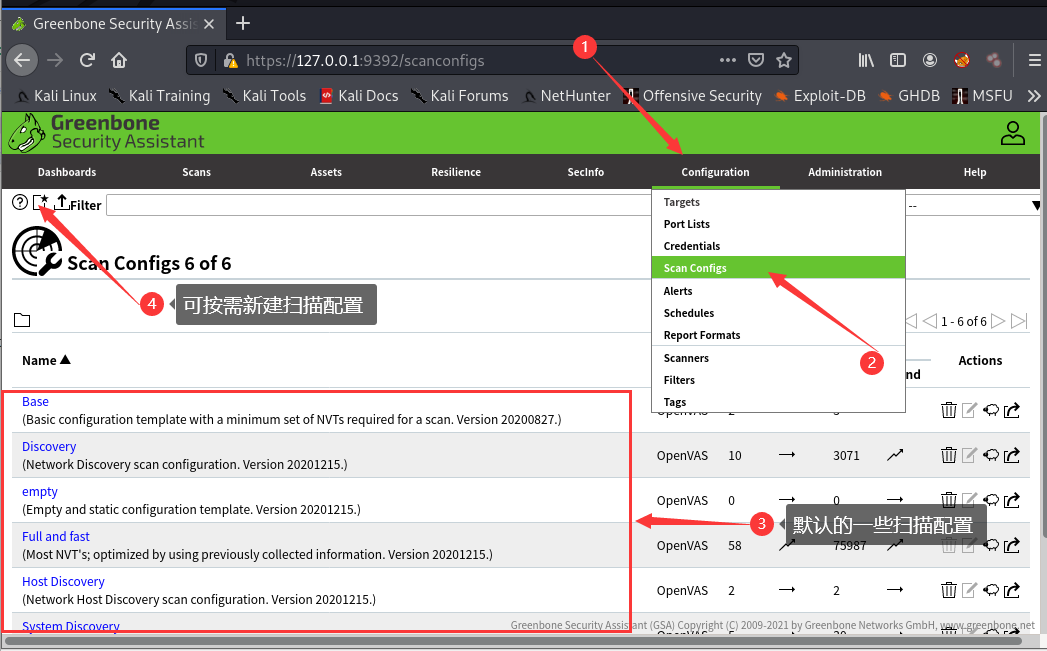 Greenbone Security Assis
https://127.0.0.1:9392/scanconfigs
1
Kali Linux Kali Training Kali Tools Kali Docs Kali Forums NetHunter Offensive Security Exploit-DB GHDB MSFU
Greenbone
Security Assistant
Dashboards Scans Assets Resilience SecInfo Configuration Administration Help
Filter
--
Targets
Port Lists
Credentials
Scan Configs
Alerts
Schedules
Report Formats
Scanners
Filters
Tags
Scan Configs 6 of 6
4 可按需新建扫描配置
1 - 6 of 6
2
Name Actions
nd
Base
(Basic configuration template with a minimum set of NVTs required for a scan. Version 20200827.)
Discovery
(Network Discovery scan configuration. Version 20201215.)
OpenVAS 10 3071
empty
(Empty and static configuration template. Version 20201215.)
OpenVAS 0 0
3 默认的一些扫描配置
Full and fast
(Most NVT's; optimized by using previously collected information. Version 20201215.)
OpenVAS 58 75987
Host Discovery
(Network Host Discovery scan configuration. Version 20201215.)
OpenVAS 2 2
System Discovery
Greenbone Security Assistant (GSA) Copyright (C) 2009-2021 by Greenbone Networks GmbH, www.greenbone.net